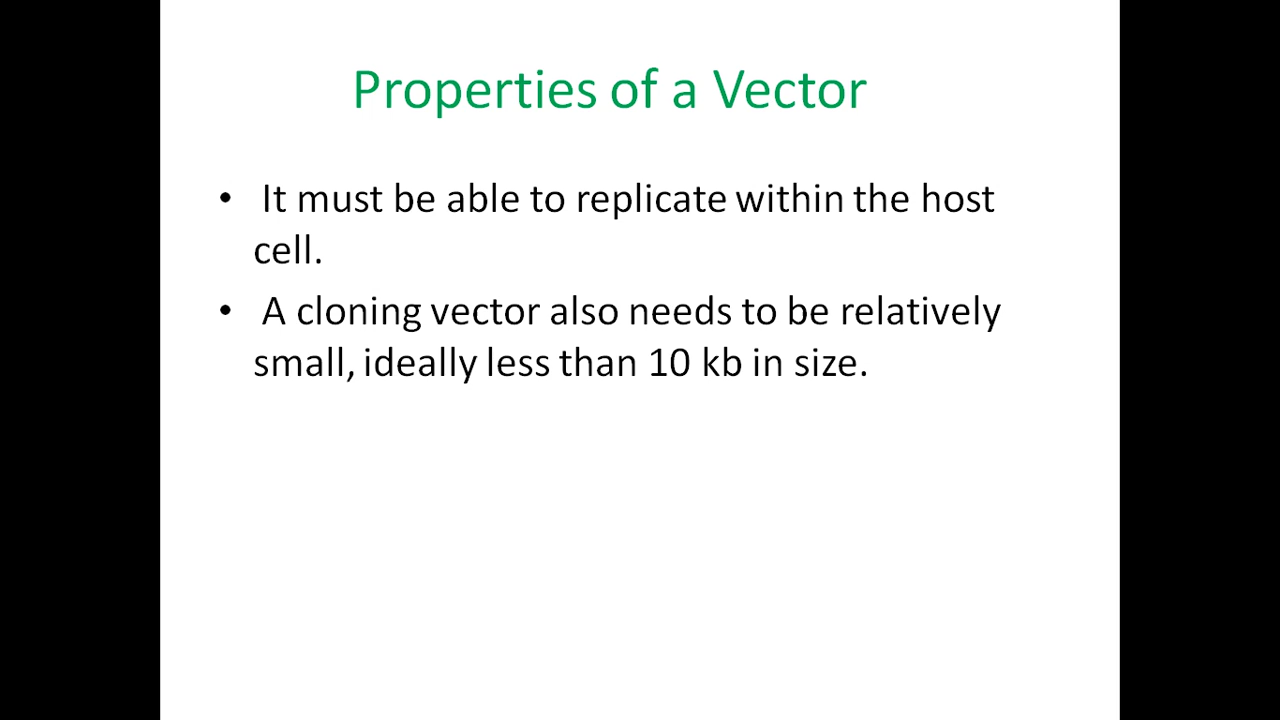 Properties of a Vector
• It must be able to replicate within the host
cell.
• A cloning vector also needs to be relatively
small, ideally less than 10 kb in size.